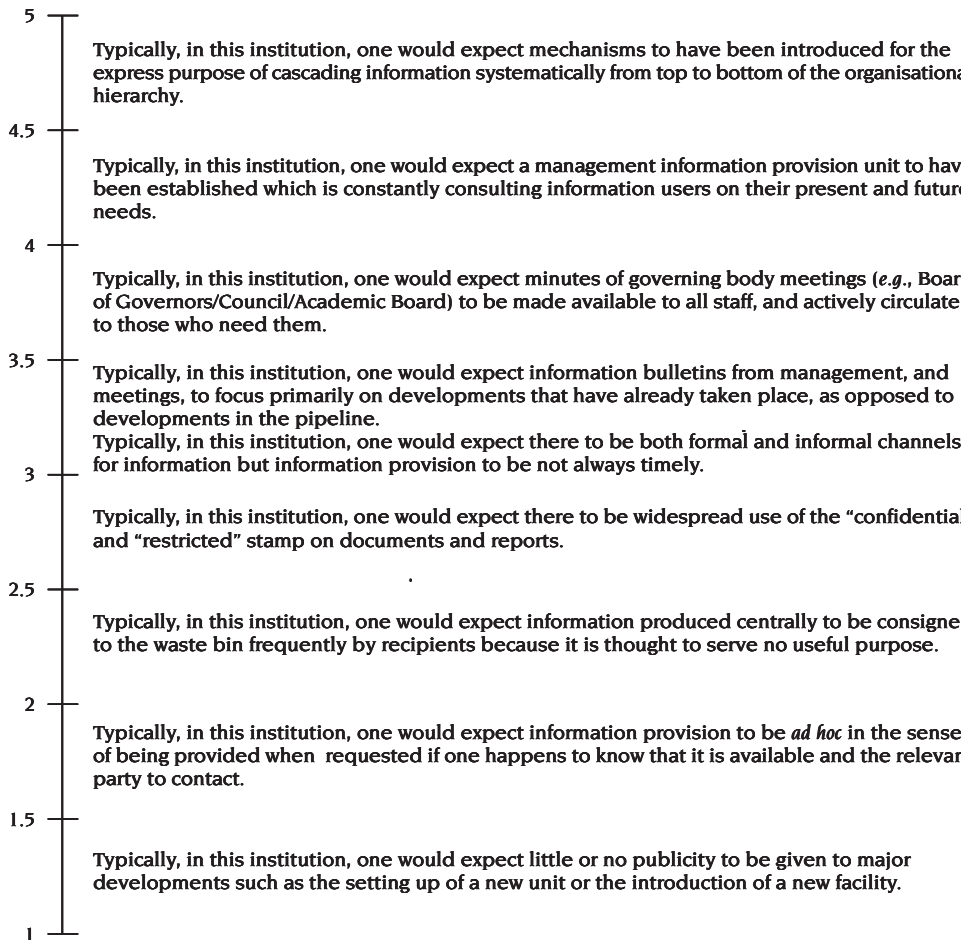 5
Typically, in this institution, one would expect mechanisms to have been introduced for the
express purpose of cascading information systematically from top to bottom of the organisationa
hierarchy.
4.5
Typically, in this institution, one would expect a management information provision unit to hav
been established which is constantly consulting information users on their present and future
needs.
4
Typically, in this institution, one would expect minutes of governing body meetings (e.g., Boar
of Governors/Council/Academic Board) to be made available to all staff, and actively circulate
to those who need them.
3.5
Typically, in this institution, one would expect information bulletins from management, and
meetings, to focus primarily on developments that have already taken place, as opposed to
developments in the pipeline.
Typically, in this institution, one would expect there to be both formal and informal channels
for information but information provision to be not always timely.
3
Typically, in this institution, one would expect there to be widespread use of the “confidential
and “restricted” stamp on documents and reports.
2.5
Typically, in this institution, one would expect information produced centrally to be consigne
to the waste bin frequently by recipients because it is thought to serve no useful purpose.
2
Typically, in this institution, one would expect information provision to be ad hoc in the sense
of being provided when requested if one happens to know that it is available and the relevan
party to contact.
1.5
Typically, in this institution, one would expect little or no publicity to be given to major
developments such as the setting up of a new unit or the introduction of a new facility.
1